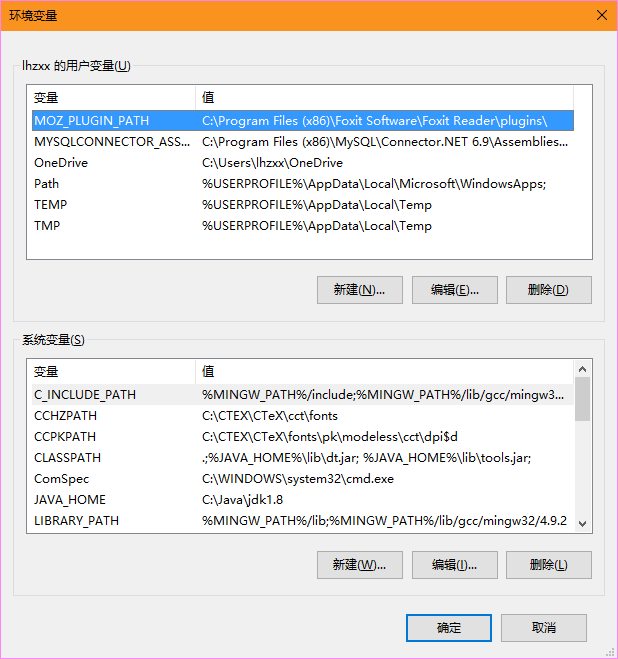 环境变量
lhzxx 的用户变量(U)
变量 值
MOZ_PLUGIN_PATH C:\Program Files (x86)\Foxit Software\Foxit Reader\plugins\
MYSQLCONNECTOR_ASS... C:\Program Files (x86)\MySQL\Connector.NET 6.9\Assemblies...
OneDrive C:\Users\lhzxx\OneDrive
Path %USERPROFILE%\AppData\Local\Microsoft\WindowsApps;
TEMP %USERPROFILE%\AppData\Local\Temp
TMP %USERPROFILE%\AppData\Local\Temp
新建(N)... 编辑(E)... 删除(D)
系统变量(S)
变量 值
C_INCLUDE_PATH %MINGW_PATH%/include;%MINGW_PATH%/lib/gcc/mingw3...
CCHZPATH C:\CTEX\CTeX\cct\fonts
CCPKPATH C:\CTEX\CTeX\fonts\pk\modeless\cct\dpi$d
CLASSPATH .;%JAVA_HOME%\lib\dt.jar; %JAVA_HOME%\lib\tools.jar;
ComSpec C:\WINDOWS\system32\cmd.exe
JAVA_HOME C:\Java\jdk1.8
LIBRARY_PATH %MINGW_PATH%/lib;%MINGW_PATH%/lib/gcc/mingw32/4.9.2
新建(W)... 编辑(I)... 删除(L)
确定 取消